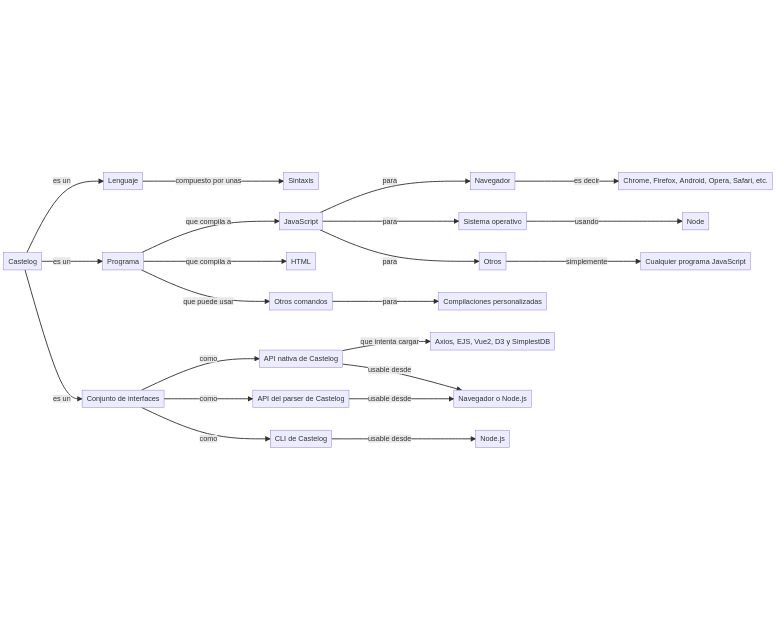 es un Lenguaje compuesto por unas Sintaxis para Navegador es decir Chrome, Firefox, Android, Opera, Safari, etc.
que compila a JavaScript para Sistema operativo usando Node
Castelog es un Programa que compila a HTML para Otros simplemente Cualquier programa JavaScript
que puede usar Otros comandos para Compilaciones personalizadas
que intenta cargar Axios, EJS, Vue2, D3 y SimplestDB
como API nativa de Castelog usable desde
es un Conjunto de interfaces como API del parser de Castelog usable desde Navegador o Node.js
como CLI de Castelog usable desde Node.js